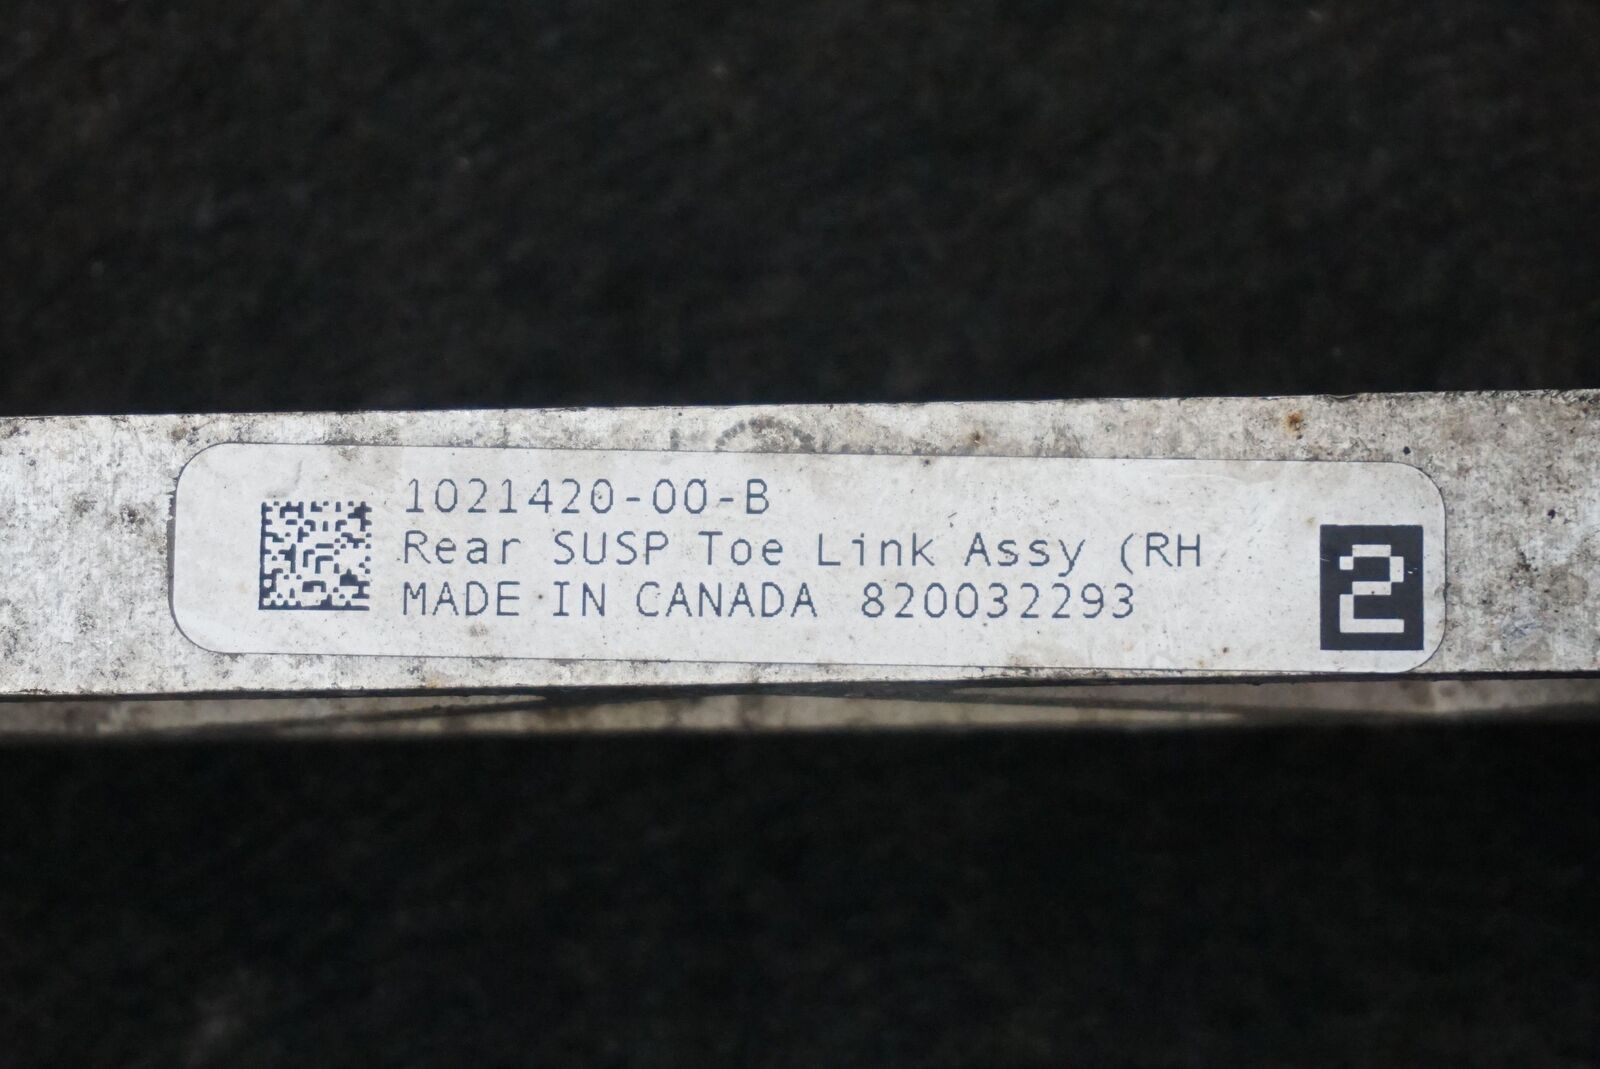 1021420-00-B
Rear SUSP Toe Link Assy (RH
MADE IN CANADA 820032293
2